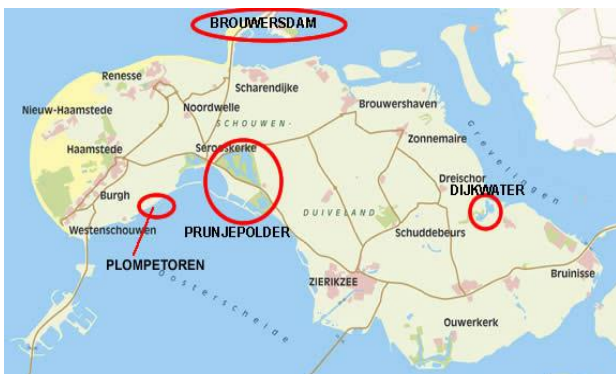 BROUWERSDAM
Renesse
Scharendijke
Nieuw-Haamstede
Noordwelle
Brouwershaven
SCHOUWEN-
Zonnemaire
Grevelingen
Haamstede
Serooskerke
Dreischor
DIJKWATER
Burgh
DUIVELAND
Westenschouwen
PRUNJEPOLDER
Schuddebeurs
PLOMPETOREN
Bruinisse
ZIERIKZEE
Oosterschelde
Ouwerkerk